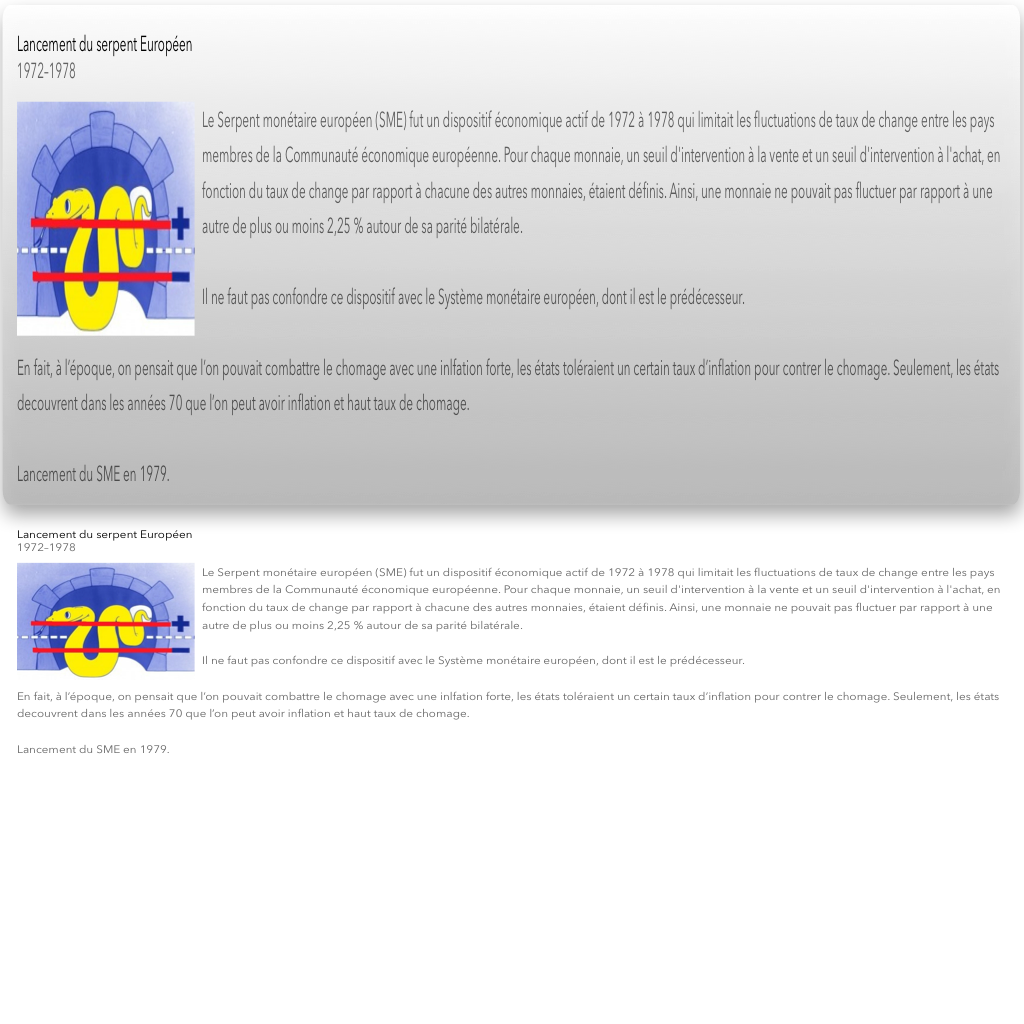 Lancement du serpent Européen
1972-1978
Le Serpent monétaire européen (SME) fut un dispositif économique actif de 1972 à 1978 qui limitait les fluctuations de taux de change entre les pays
membres de la Communauté économique européenne. Pour chaque monnaie, un seuil d'intervention à la vente et un seuil d'intervention à l'achat, en
fonction du taux de change par rapport à chacune des autres monnaies, étaient définis. Ainsi, une monnaie ne pouvait pas fluctuer par rapport à une
autre de plus ou moins 2,25 % autour de sa parité bilatérale.
Il ne faut pas confondre ce dispositif avec le Système monétaire européen, dont il est le prédécesseur.
En fait, à l’époque, on pensait que l’on pouvait combattre le chomage avec une inlfation forte, les états toléraient un certain taux d’inflation pour contrer le chomage. Seulement, les états
decouvrent dans les années 70 que l’on peut avoir inflation et haut taux de chomage.
Lancement du SME en 1979.
Lancement du serpent Européen
1972-1978
Le Serpent monétaire européen (SME) fut un dispositif économique actif de 1972 à 1978 qui limitait les fluctuations de taux de change entre les pays
membres de la Communauté économique européenne. Pour chaque monnaie, un seuil d'intervention à la vente et un seuil d'intervention à l'achat, en
fonction du taux de change par rapport à chacune des autres monnaies, étaient définis. Ainsi, une monnaie ne pouvait pas fluctuer par rapport à une
autre de plus ou moins 2,25 % autour de sa parité bilatérale.
Il ne faut pas confondre ce dispositif avec le Système monétaire européen, dont il est le prédécesseur.
En fait, à l’époque, on pensait que l’on pouvait combattre le chomage avec une inlfation forte, les états toléraient un certain taux d’inflation pour contrer le chomage. Seulement, les états
decouvrent dans les années 70 que l’on peut avoir inflation et haut taux de chomage.
Lancement du SME en 1979.